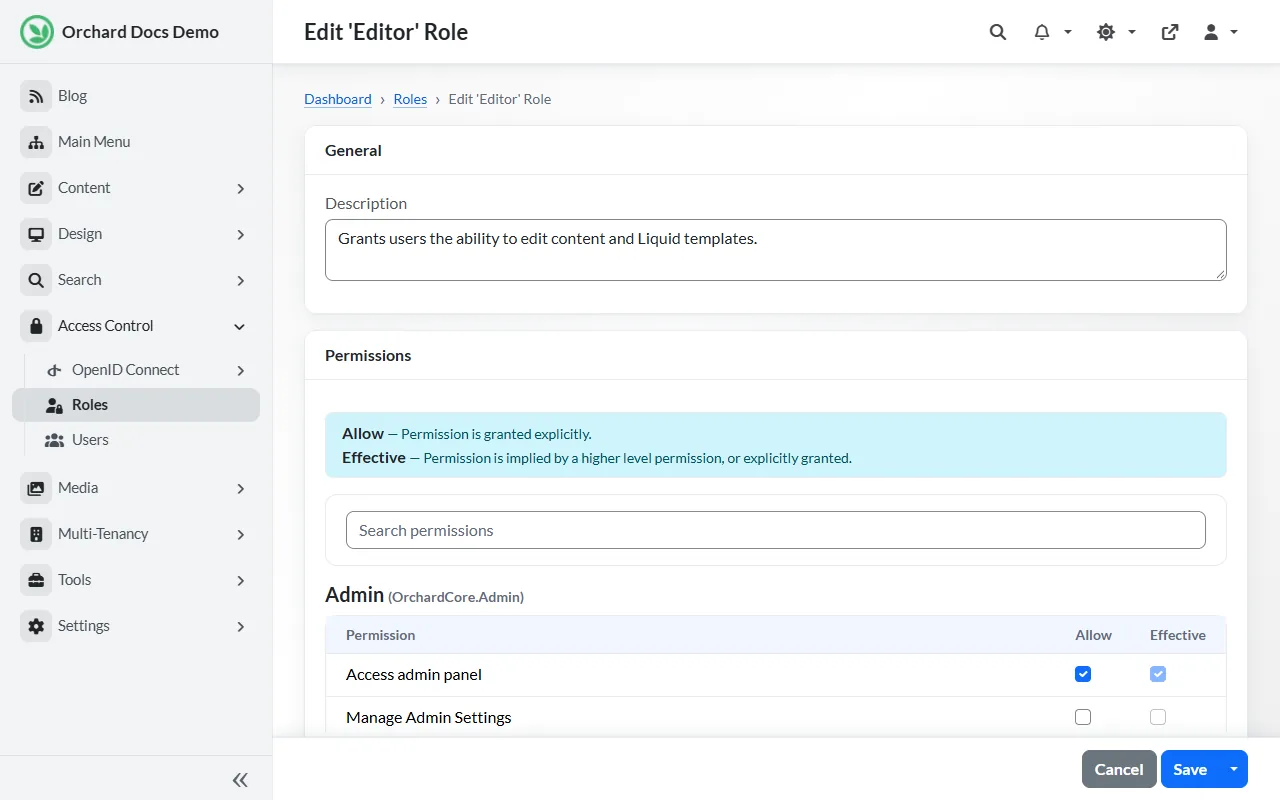 Orchard Docs Demo
Edit 'Editor' Role
Blog
Main Menu
Content
Design
Search
Access Control
OpenID Connect
Roles
Users
Media
Multi-Tenancy
Tools
Settings
Dashboard › Roles › Edit 'Editor' Role
General
Description
Grants users the ability to edit content and Liquid templates.
Permissions
Allow — Permission is granted explicitly.
Effective — Permission is implied by a higher level permission, or explicitly granted.
Search permissions
Admin (OrchardCore.Admin)
Permission Allow Effective
Access admin panel
Manage Admin Settings
Cancel Save